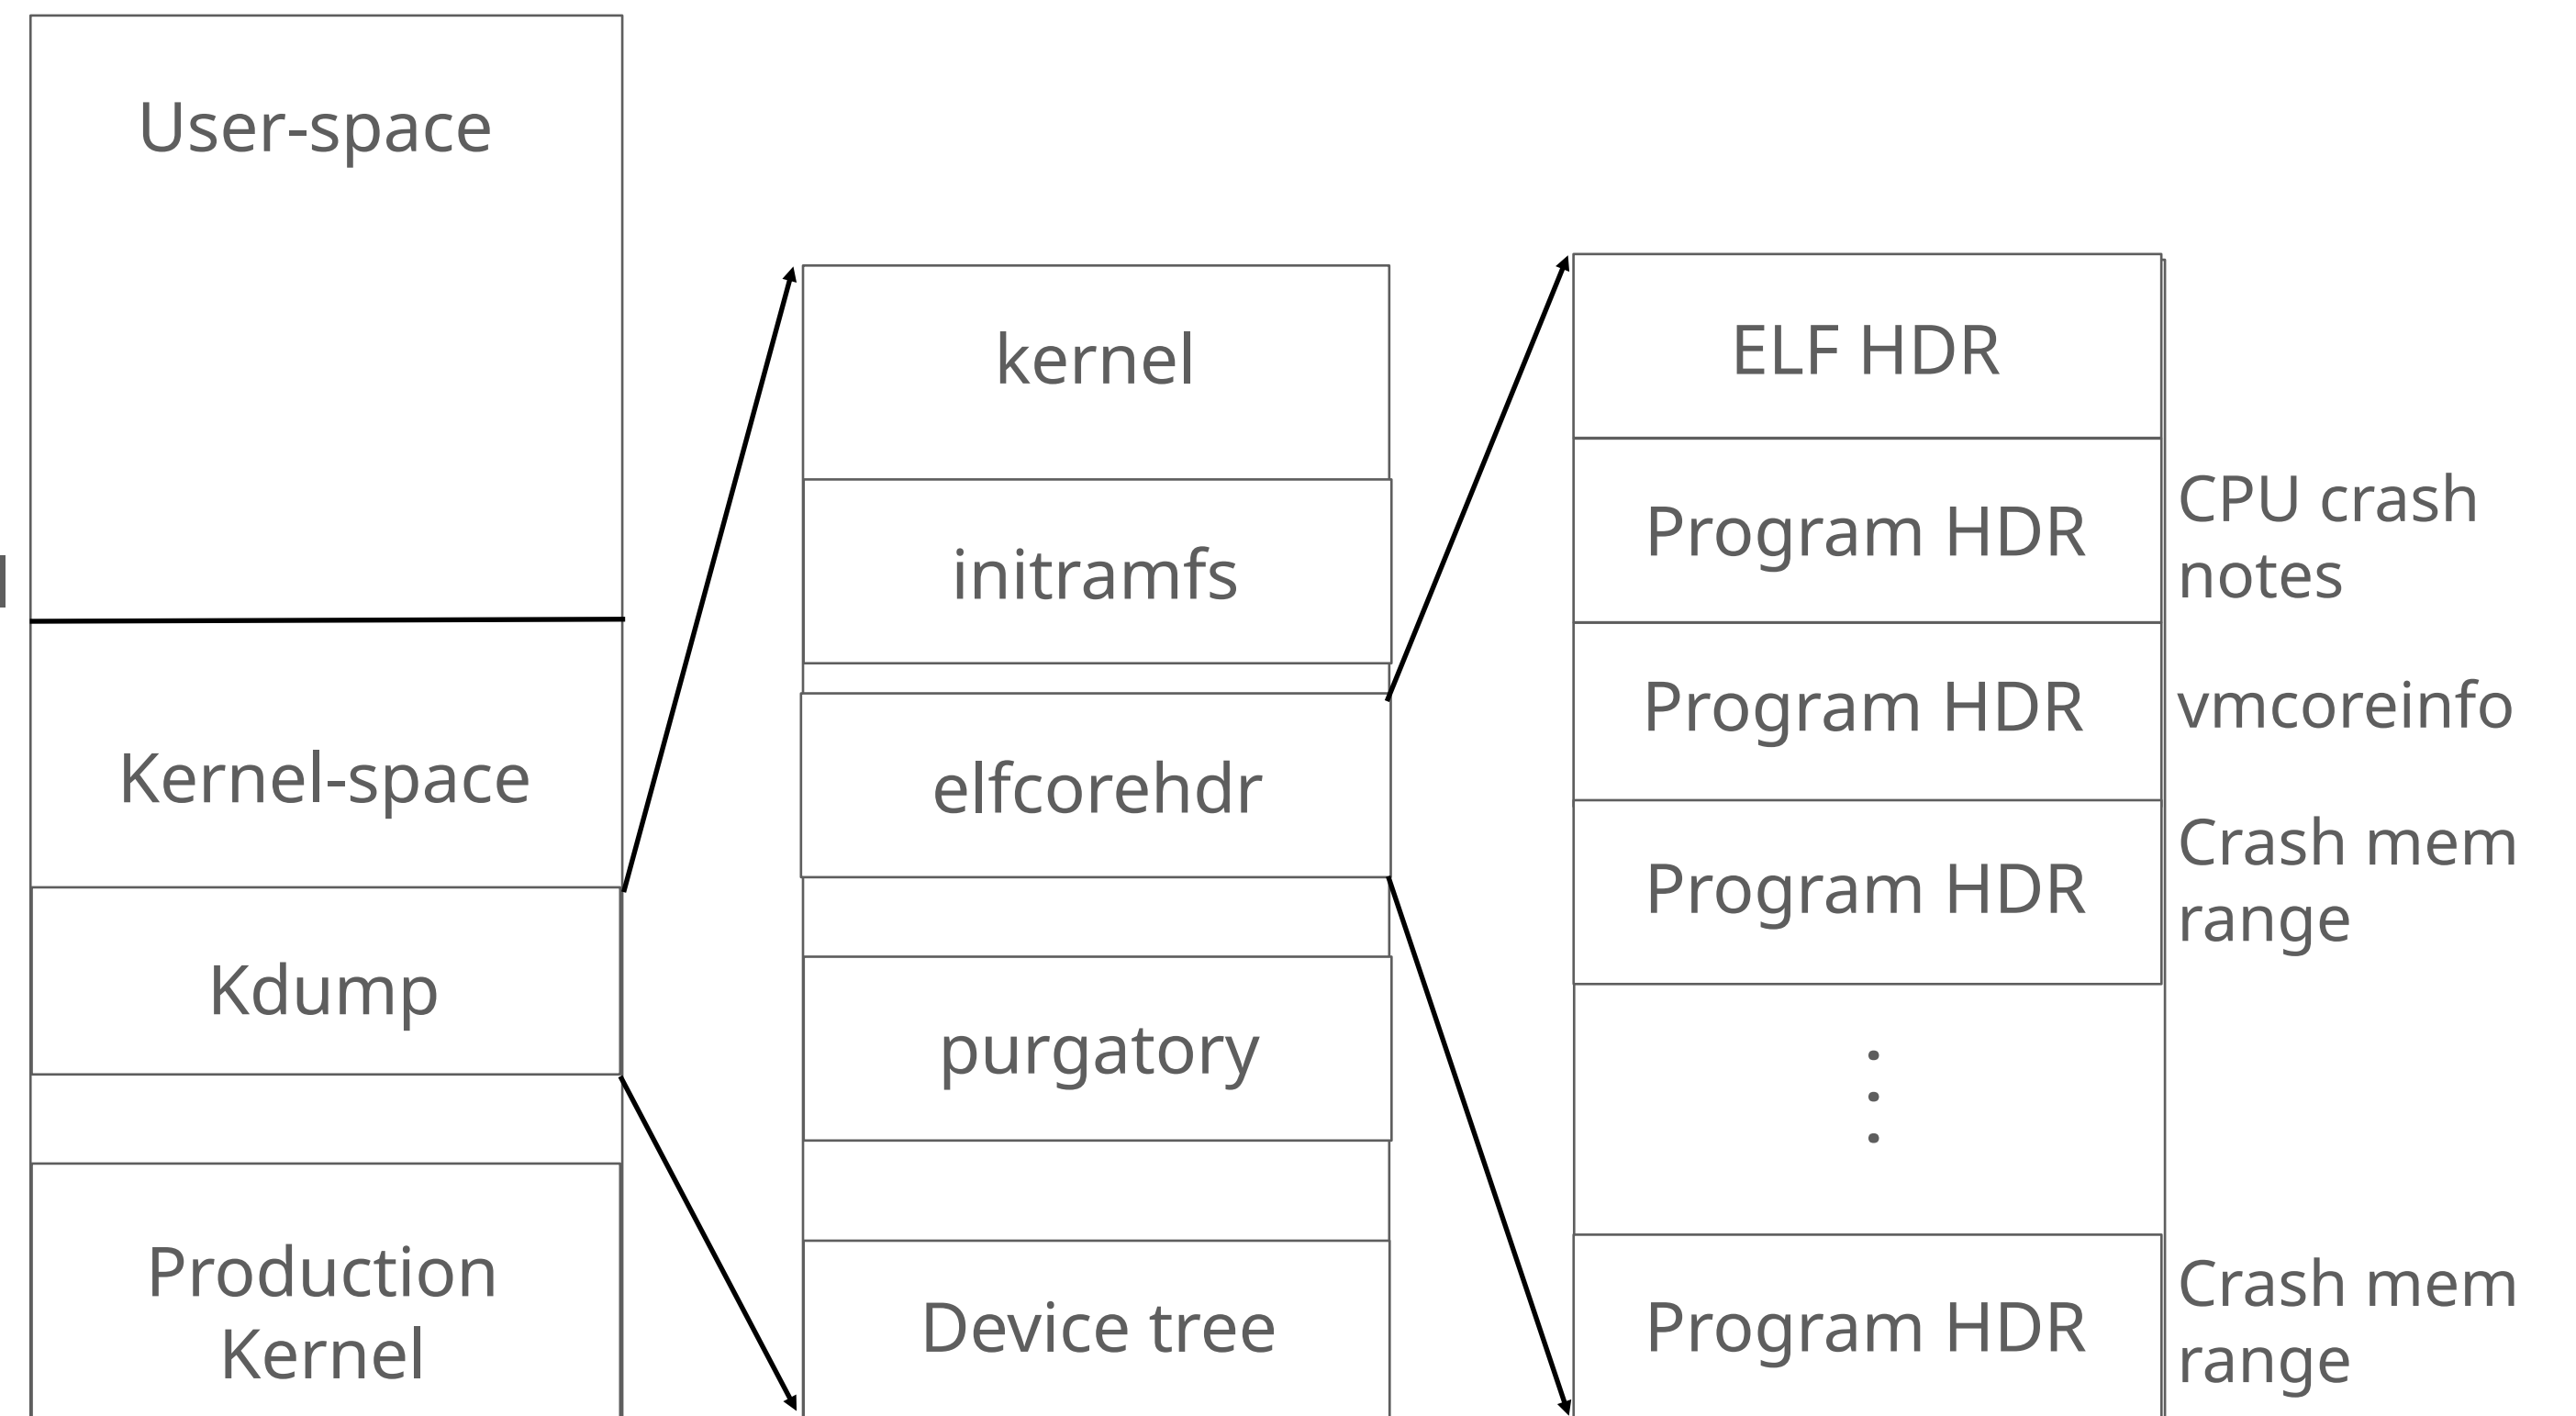 User-space
Kernel-space
Kdump
Production
Kernel
kernel
initramfs
elfcorehdr
purgatory
Device tree
ELF HDR
Program HDR
CPU crash
notes
Program HDR
vmcoreinfo
Program HDR
Crash mem
range
Program HDR
Crash mem
range